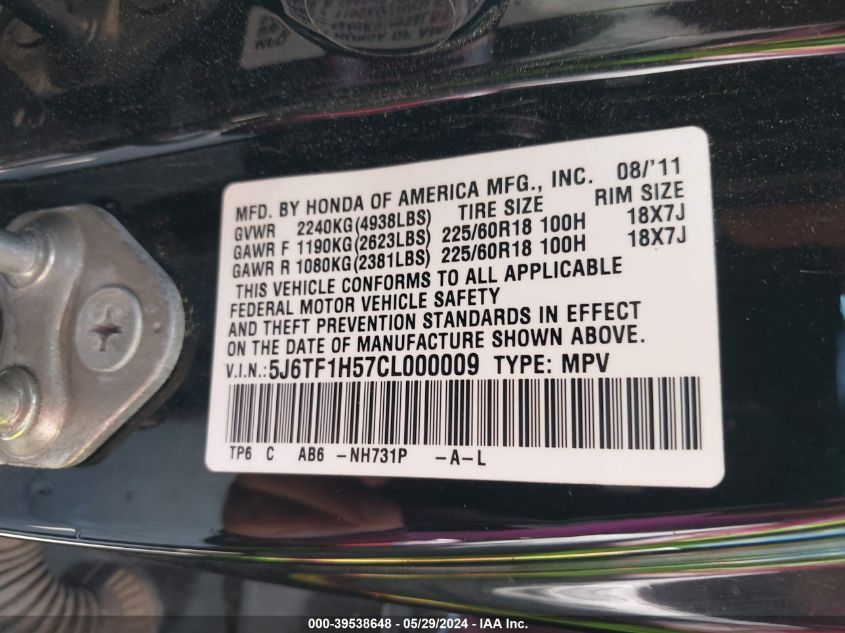 MFD. BY HONDA OF AMERICA MFG., INC. 08/'11
GVWR 2240KG(4938LBS) TIRE SIZE RIM SIZE
GAWR F 1190KG(2623LBS) 225/60R18 100H 18X7J
GAWR R 1080KG(2381LBS) 225/60R18 100H 18X7J
THIS VEHICLE CONFORMS TO ALL APPLICABLE
FEDERAL MOTOR VEHICLE SAFETY
AND THEFT PREVENTION STANDARDS IN EFFECT
ON THE DATE OF MANUFACTURE SHOWN ABOVE.
V.I.N.:5J6TF1H57CL000009 TYPE: MPV
TP6 C AB6 -NH731P -A-L
000-39538648 - 05/29/2024 - IAA Inc.